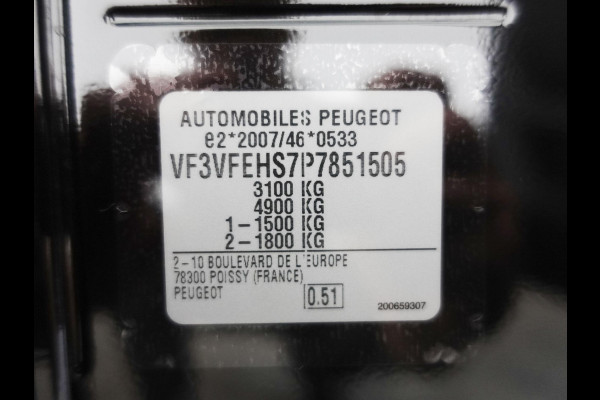 AUTOMOBILES PEUGEOT
e2*2007/46*0533
VF3VFEHS7P7851505
3100 KG
4900 KG
1-1500 KG
2-1800 KG
2-10 BOULEVARD DE L'EUROPE
78300 POISSY (FRANCE)
PEUGEOT
0.51
200659307